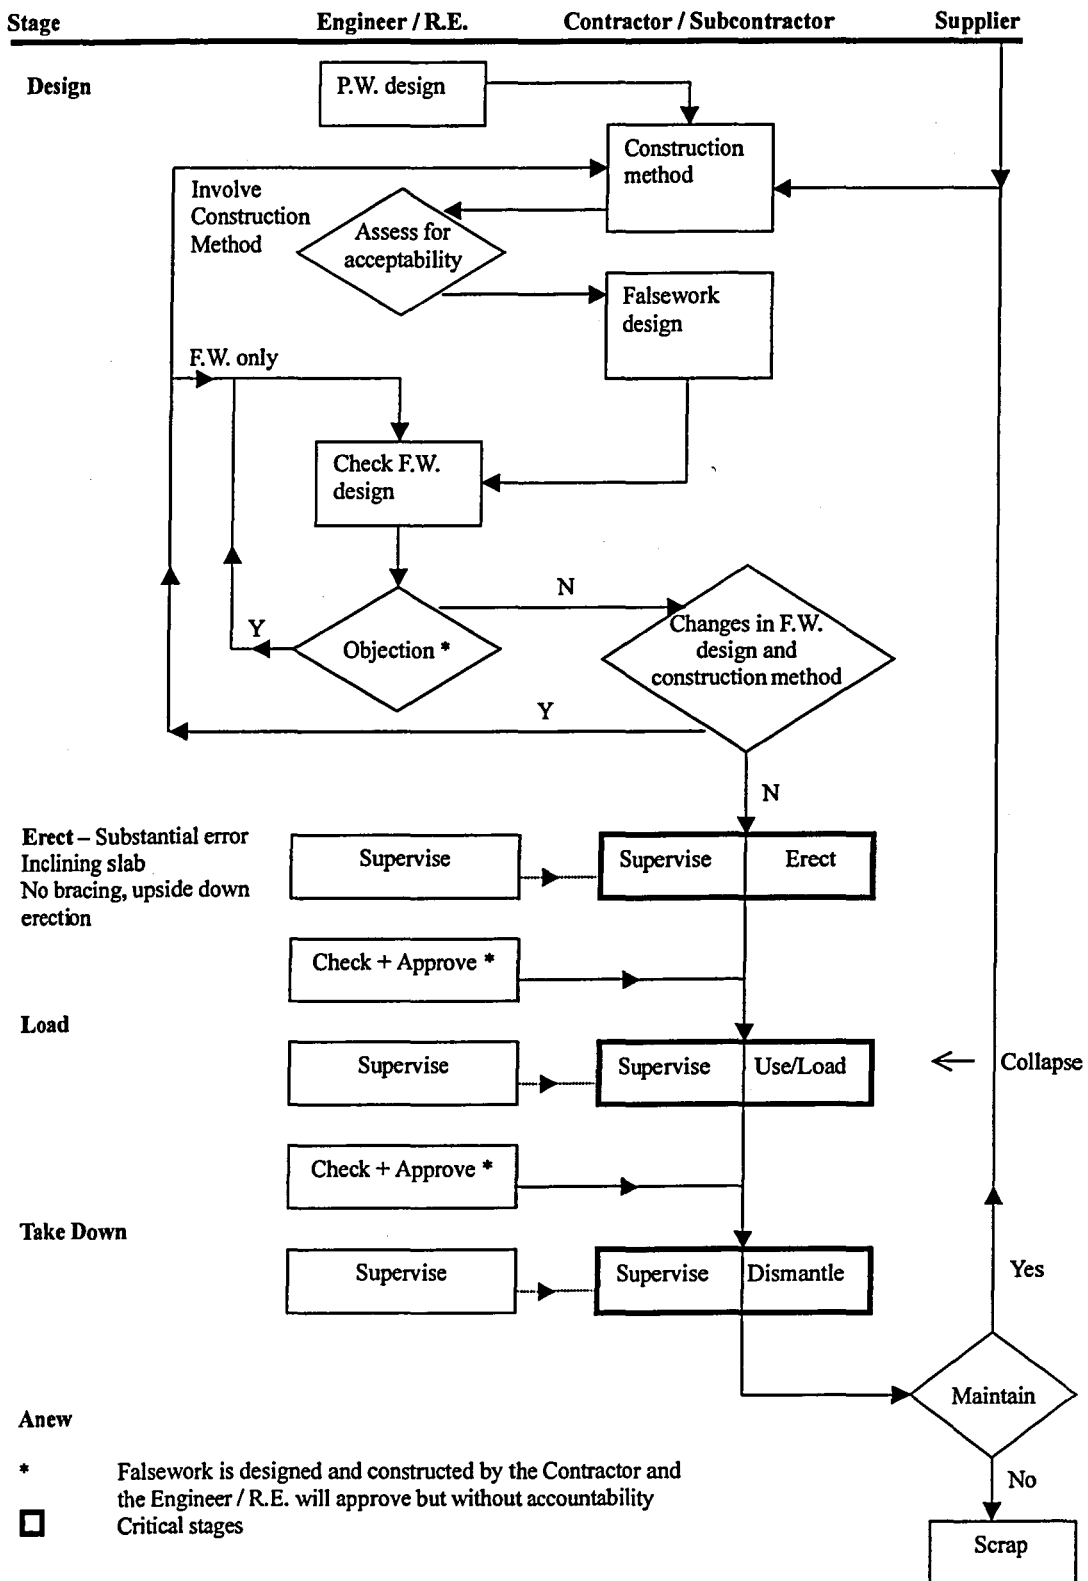 Stage Engineer / R.E. Contractor / Subcontractor Supplier
Design
P.W. design
Construction
method
Involve
Construction
Method
Assess for
acceptability
Falsework
design
F.W. only
Check F.W.
design
N
Y
Objection *
Changes in F.W.
design and
construction method
Y
N
Erect – Substantial error
Inclining slab
No bracing, upside down
erection
Supervise
Supervise Erect
Check + Approve *
Load
Supervise
Supervise Use/Load
Collapse
Check + Approve *
Take Down
Supervise
Supervise Dismantle
Yes
Maintain
Anew
* Falsework is designed and constructed by the Contractor and
the Engineer / R.E. will approve but without accountability
Critical stages
No
Scrap